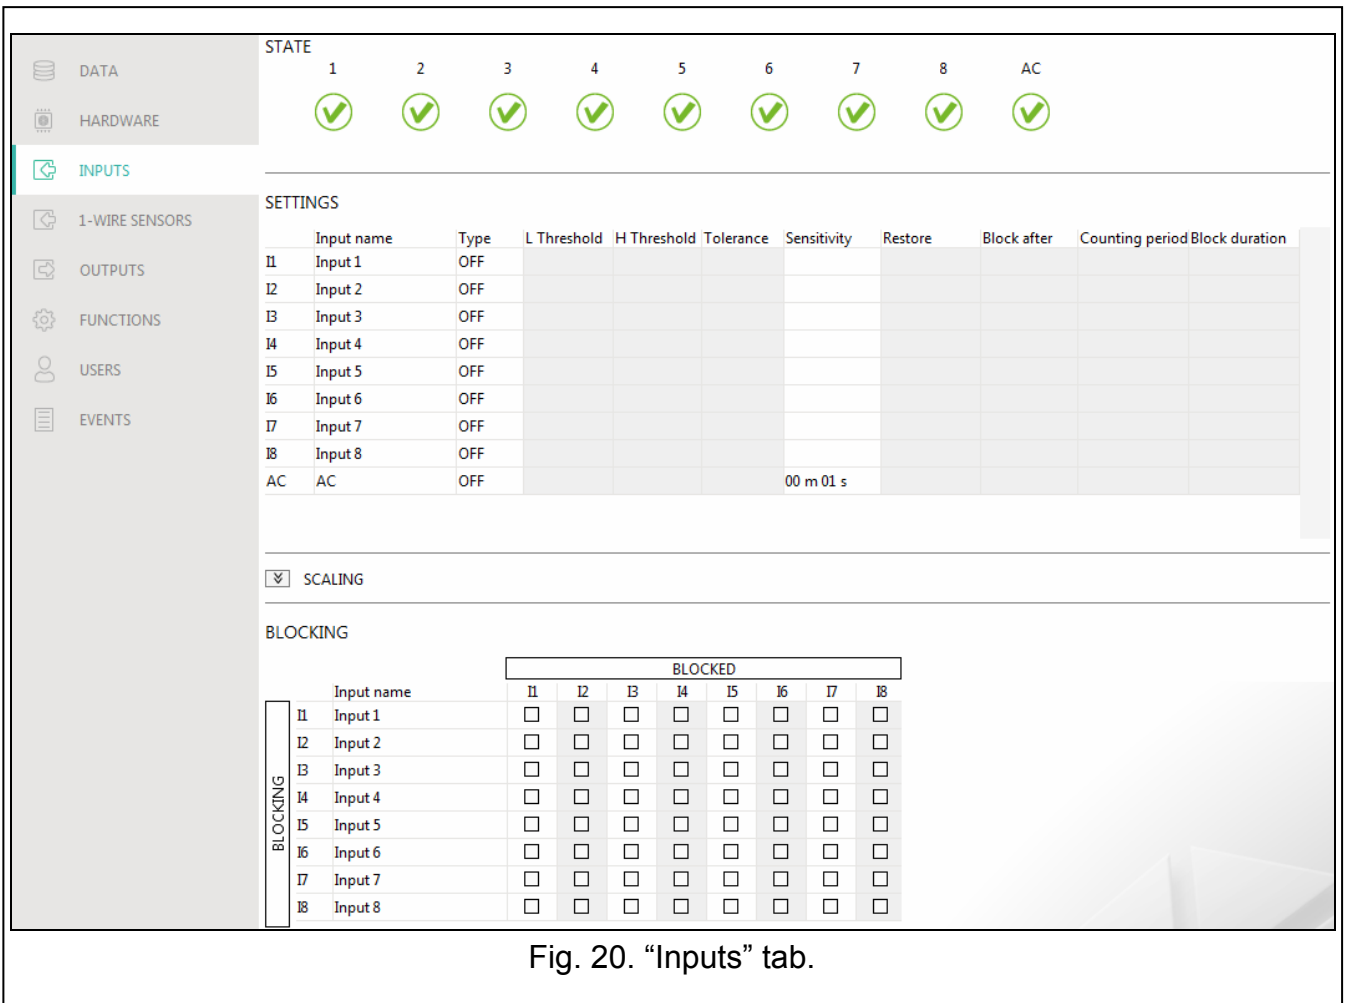 DATA
HARDWARE
INPUTS
1-WIRE SENSORS
OUTPUTS
FUNCTIONS
USERS
EVENTS
STATE
1 2 3 4 5 6 7 8 AC
SETTINGS
Input name Type L Threshold H Threshold Tolerance Sensitivity Restore Block after Counting period Block duration
I1 Input 1 OFF
I2 Input 2 OFF
I3 Input 3 OFF
I4 Input 4 OFF
I5 Input 5 OFF
I6 Input 6 OFF
I7 Input 7 OFF
I8 Input 8 OFF
AC AC OFF 00 m 01 s
SCALING
BLOCKING
BLOCKED
Input name I1 I2 I3 I4 I5 I6 I7 I8
BLOCKING
I1 Input 1
I2 Input 2
I3 Input 3
I4 Input 4
I5 Input 5
I6 Input 6
I7 Input 7
I8 Input 8
Fig. 20. “Inputs” tab.